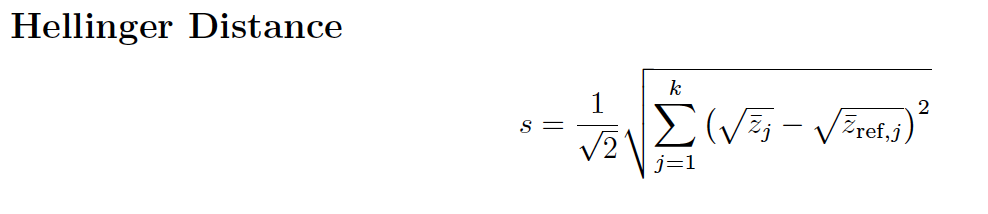 Hellinger Distance
s = \frac{1}{\sqrt{2}} \sqrt{\sum_{j=1}^{k} \left( \sqrt{\bar{z}_j} - \sqrt{\bar{z}_{\text{ref},j}} \right)^2}